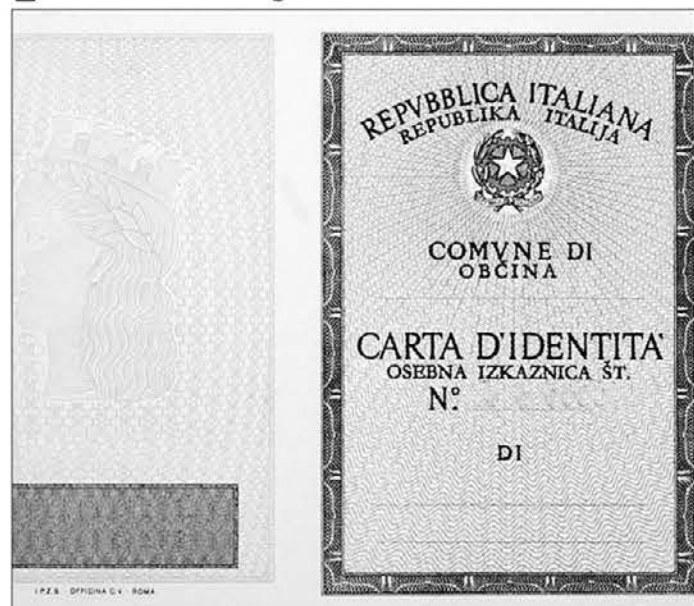 REPVBBLICA ITALIANA
REPUBLIKA ITALIJA
COMVNE DI
OBČINA
CARTA D'IDENTITA'
OSEBNA IZKAZNICA ŠT.
N.º
DI
I.P.Z.S. OFFICINA C.V. ROMA